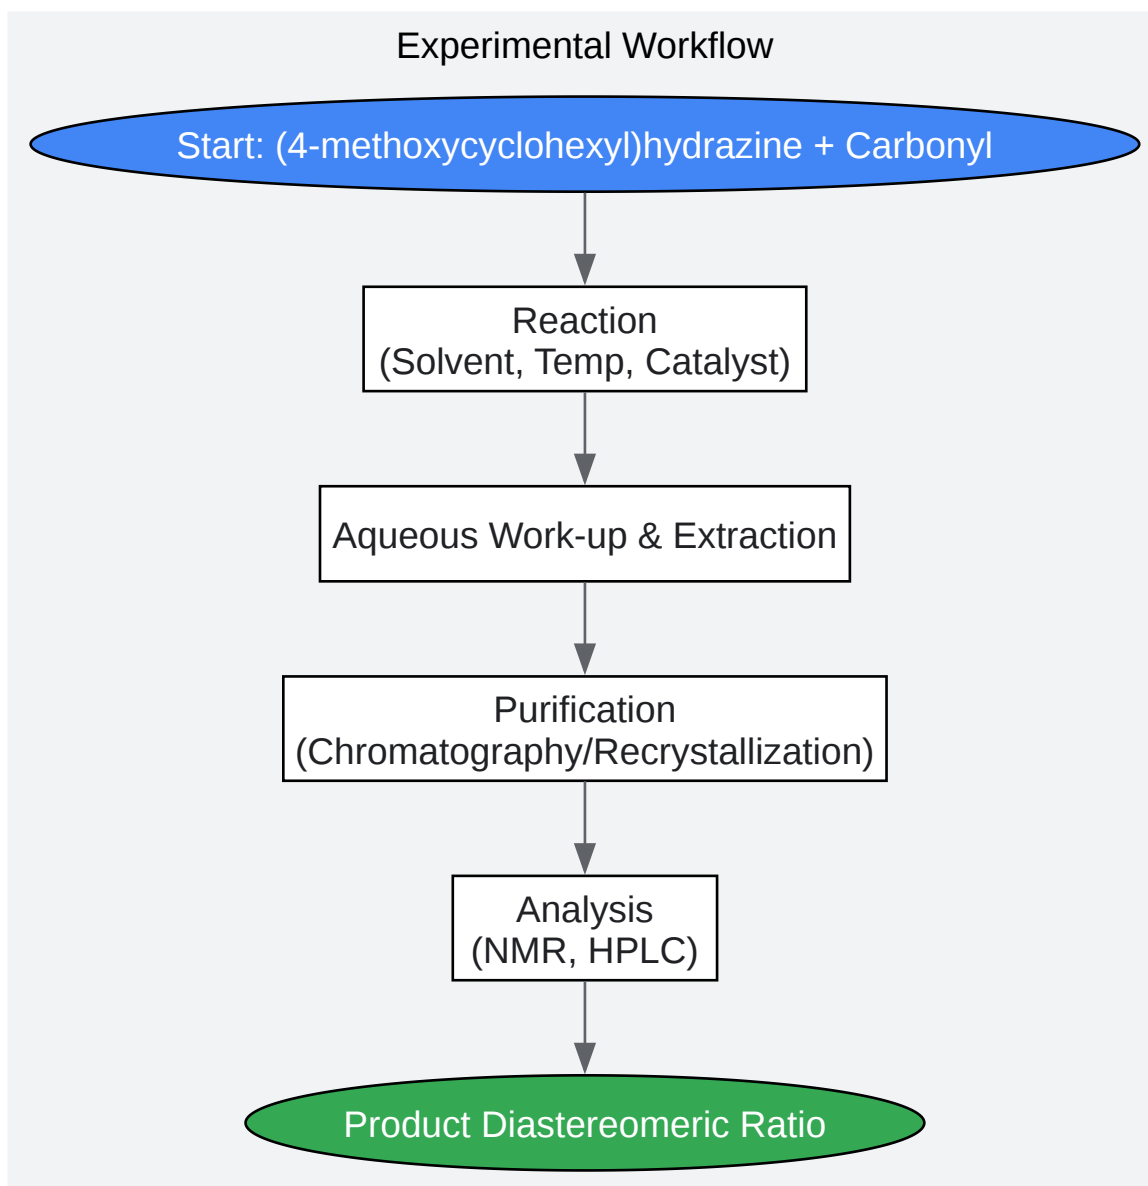 Experimental Workflow
Start: (4-methoxycyclohexyl)hydrazine + Carbonyl
Reaction
(Solvent, Temp, Catalyst)
Aqueous Work-up & Extraction
Purification
(Chromatography/Recrystallization)
Analysis
(NMR, HPLC)
Product Diastereomeric Ratio